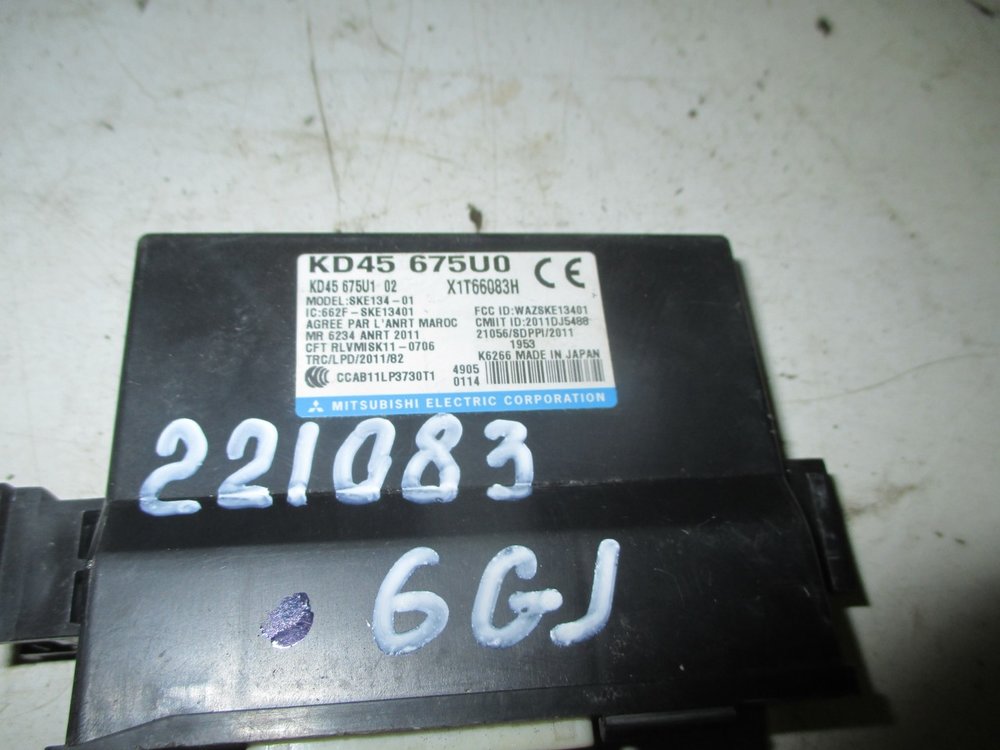 KD45 675U0
KD45 675U1 02 X1T66083H
MODEL:SKE134-01
IC:662F-SKE13401 FCC ID:WAZSKE13401
AGREE PAR L'ANRT MAROC CMIIT ID:2011DJ5488
MR 6234 ANRT 2011 21056/SDPPI/2011
CFT RLVMISK11-0706 1953
TRC/LPD/2011/82 K6266 MADE IN JAPAN
CCC CCAB11LP3730T1 4905
0114
MITSUBISHI ELECTRIC CORPORATION
CE
221083
6GJ